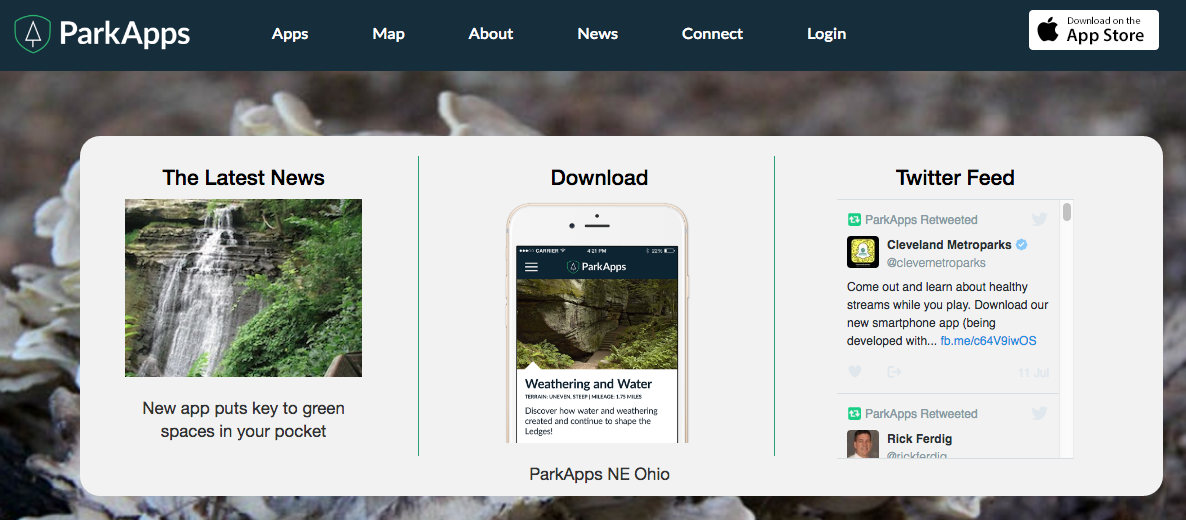 ParkApps
Apps
Map
About
News
Connect
Login
Download on the
App Store
The Latest News
New app puts key to green
spaces in your pocket
Download
CARRIER
4:21 PM
22%
ParkApps
Weathering and Water
TERRAIN: UNEVEN, STEEP | MILEAGE: 1.75 MILES
Discover how water and weathering
created and continue to shape the
Ledges!
ParkApps NE Ohio
Twitter Feed
ParkApps Retweeted
Cleveland Metroparks
@clevemetroparks
Come out and learn about healthy
streams while you play. Download our
new smartphone app (being
developed with... fb.me/c64V9iwOS
11 Jul
ParkApps Retweeted
Rick Ferdig
@rickferdig